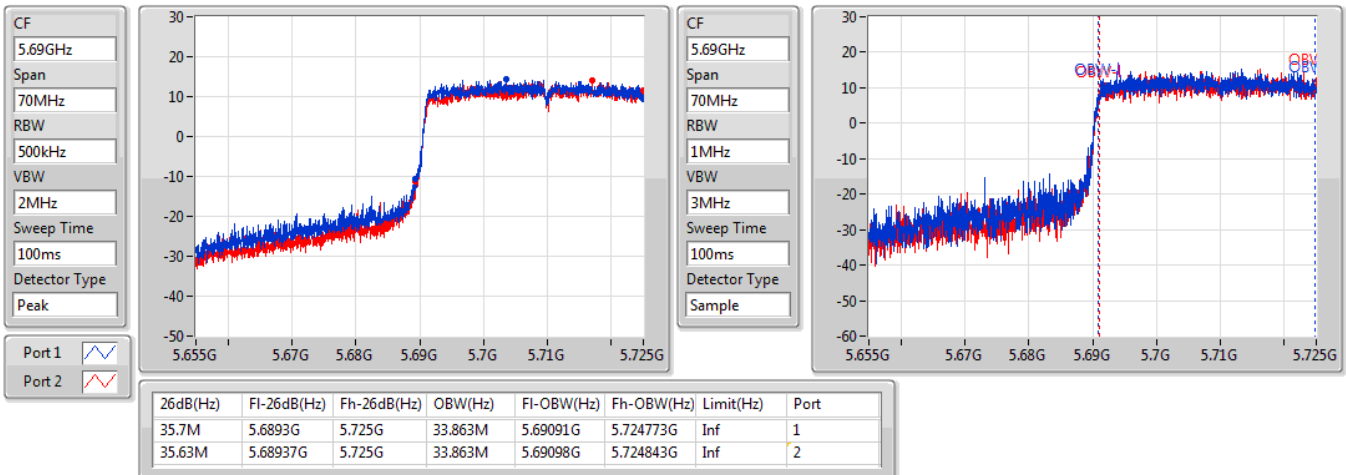 CF
5.69GHz
Span
70MHz
RBW
500kHz
VBW
2MHz
Sweep Time
100ms
Detector Type
Peak
Port 1
Port 2
30
20
10
0
-10
-20
-30
-40
-50
5.655G 5.67G 5.68G 5.69G 5.7G 5.71G 5.725G
CF
5.69GHz
Span
70MHz
RBW
1MHz
VBW
3MHz
Sweep Time
100ms
Detector Type
Sample
30
20
10
0
-10
-20
-30
-40
-50
-60
5.655G 5.67G 5.68G 5.69G 5.7G 5.71G 5.725G
26dB(Hz) Fl-26dB(Hz) Fh-26dB(Hz) OBW(Hz) Fl-OBW(Hz) Fh-OBW(Hz) Limit(Hz) Port
35.7M 5.6893G 5.725G 33.863M 5.69091G 5.724773G Inf 1
35.63M 5.68937G 5.725G 33.863M 5.69098G 5.724843G Inf 2